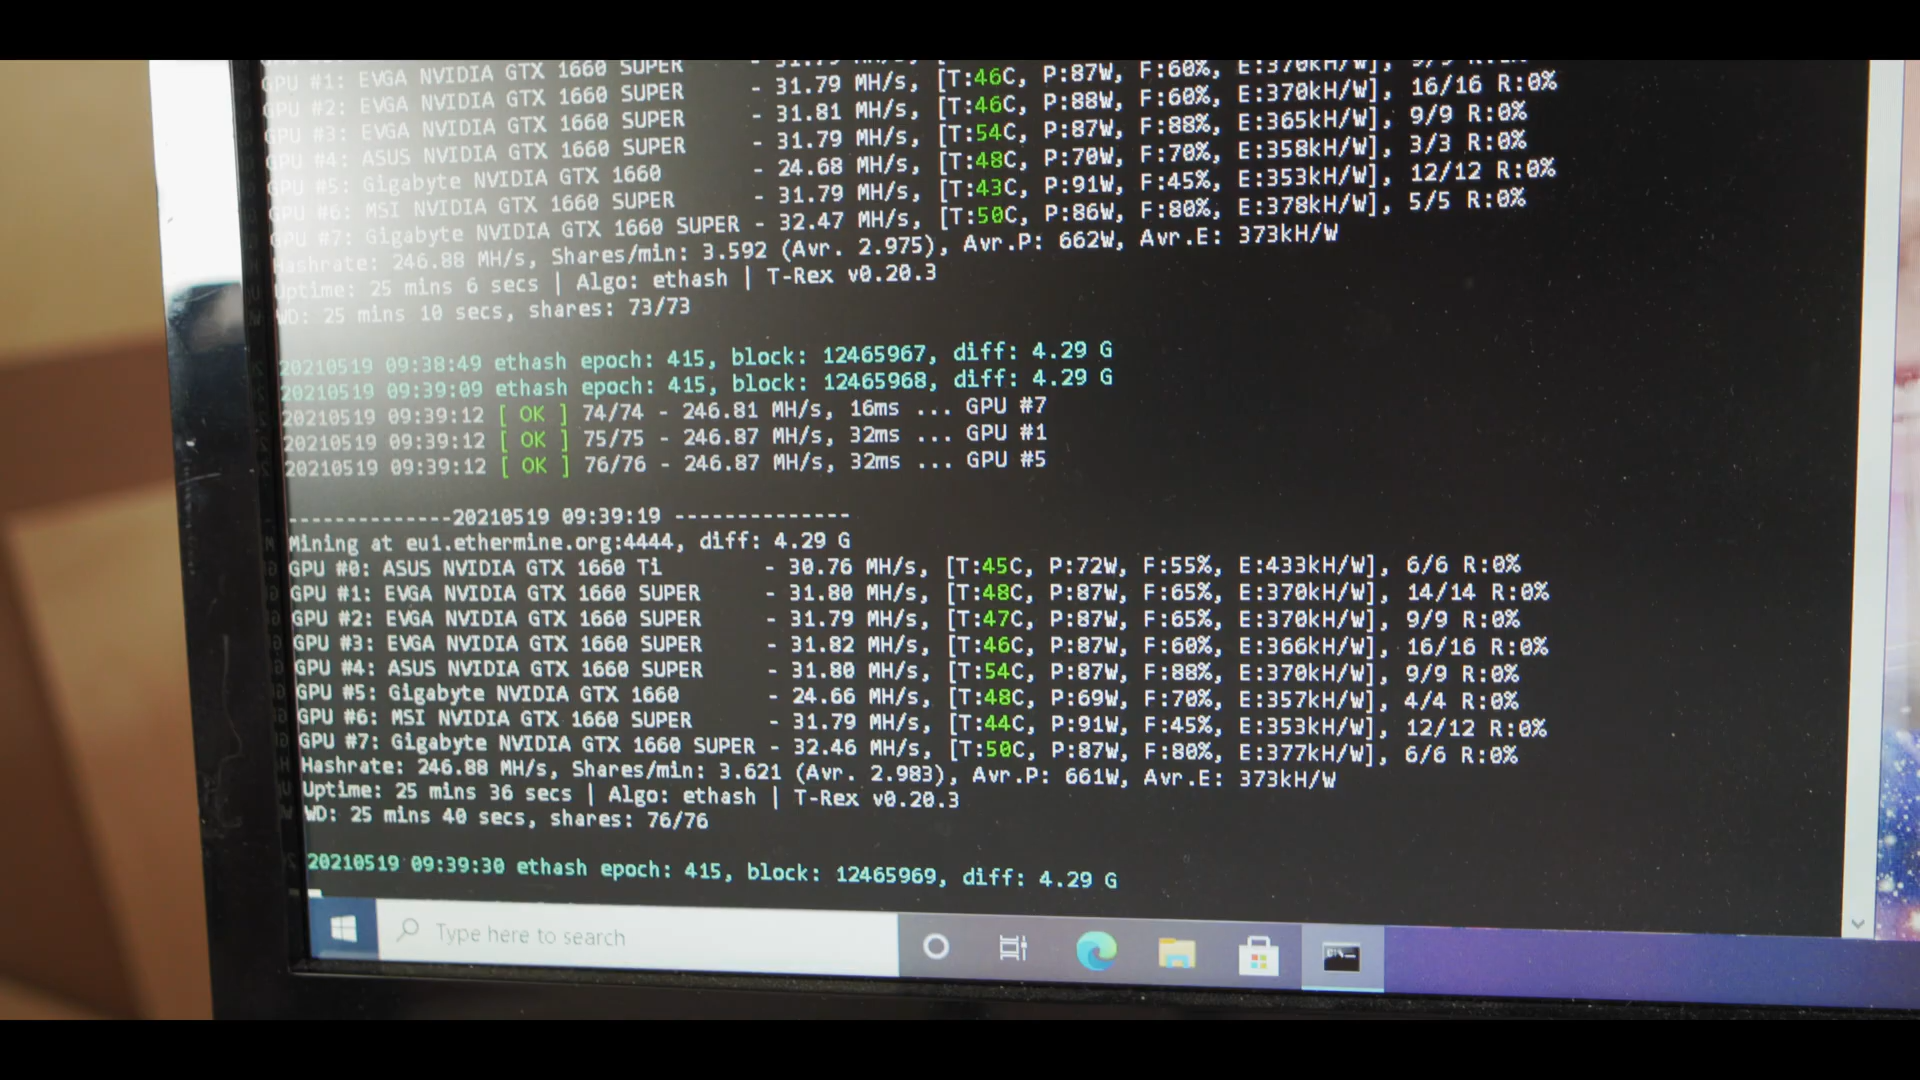 GPU #1: EVGA NVIDIA GTX 1660 SUPER - 31.79 MH/s, [T:46C, P:87W, F:60%, E:370kH/W], 16/16 R:0%
GPU #2: EVGA NVIDIA GTX 1660 SUPER - 31.81 MH/s, [T:46C, P:88W, F:60%, E:365kH/W], 9/9 R:0%
GPU #3: EVGA NVIDIA GTX 1660 SUPER - 31.79 MH/s, [T:54C, P:87W, F:88%, E:358kH/W], 3/3 R:0%
GPU #4: ASUS NVIDIA GTX 1660 SUPER - 24.68 MH/s, [T:48C, P:70W, F:70%, E:353kH/W], 12/12 R:0%
GPU #5: Gigabyte NVIDIA GTX 1660 - 31.79 MH/s, [T:43C, P:91W, F:45%, E:378kH/W], 5/5 R:0%
GPU #6: MSI NVIDIA GTX 1660 SUPER - 32.47 MH/s, [T:50C, P:86W, F:80%,
GPU #7: Gigabyte NVIDIA GTX 1660 SUPER
Hashrate: 246.88 MH/s, Shares/min: 3.592 (Avr. 2.975), Avr.P: 662W, Avr.E: 373kH/W
Uptime: 25 mins 6 secs | Algo: ethash | T-Rex v0.20.3
WD: 25 mins 10 secs, shares: 73/73
20210519 09:38:49 ethash epoch: 415, block: 12465967, diff: 4.29 G
20210519 09:39:09 ethash epoch: 415, block: 12465968, diff: 4.29 G
20210519 09:39:12 [ OK ] 74/74 - 246.81 MH/s, 16ms ... GPU #7
20210519 09:39:12 [ OK ] 75/75 - 246.87 MH/s, 32ms ... GPU #1
20210519 09:39:12 [ OK ] 76/76 - 246.87 MH/s, 32ms ... GPU #5
--------------20210519 09:39:19 --------------
Mining at eu1.ethermine.org:4444, diff: 4.29 G
GPU #0: ASUS NVIDIA GTX 1660 Ti - 30.76 MH/s, [T:45C, P:72W, F:55%, E:433kH/W], 6/6 R:0%
GPU #1: EVGA NVIDIA GTX 1660 SUPER - 31.80 MH/s, [T:48C, P:87W, F:65%, E:370kH/W], 14/14 R:0%
GPU #2: EVGA NVIDIA GTX 1660 SUPER - 31.79 MH/s, [T:47C, P:87W, F:65%, E:370kH/W], 9/9 R:0%
GPU #3: EVGA NVIDIA GTX 1660 SUPER - 31.82 MH/s, [T:46C, P:87W, F:60%, E:366kH/W], 16/16 R:0%
GPU #4: ASUS NVIDIA GTX 1660 SUPER - 31.80 MH/s, [T:54C, P:87W, F:88%, E:370kH/W], 9/9 R:0%
GPU #5: Gigabyte NVIDIA GTX 1660 - 24.66 MH/s, [T:48C, P:69W, F:70%, E:357kH/W], 4/4 R:0%
GPU #6: MSI NVIDIA GTX 1660 SUPER - 31.79 MH/s, [T:44C, P:91W, F:45%, E:353kH/W], 12/12 R:0%
GPU #7: Gigabyte NVIDIA GTX 1660 SUPER - 32.46 MH/s, [T:50C, P:87W, F:80%, E:377kH/W], 6/6 R:0%
Hashrate: 246.88 MH/s, Shares/min: 3.621 (Avr. 2.983), Avr.P: 661W, Avr.E: 373kH/W
Uptime: 25 mins 36 secs | Algo: ethash | T-Rex v0.20.3
WD: 25 mins 40 secs, shares: 76/76
20210519 09:39:30 ethash epoch: 415, block: 12465969, diff: 4.29 G
Type here to search